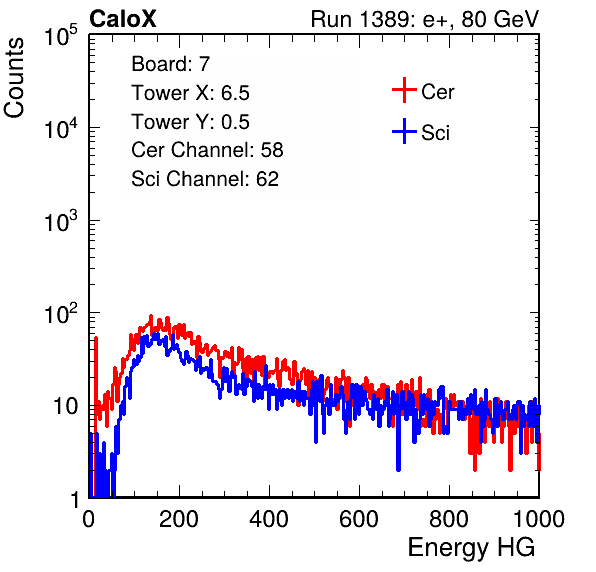 CaloX Run 1389: e+, 80 GeV
Board: 7
Tower X: 6.5
Tower Y: 0.5
Cer Channel: 58
Sci Channel: 62
Cer
Sci
Counts
10^5
10^4
10^3
10^2
10
1
0 200 400 600 800 1000
Energy HG